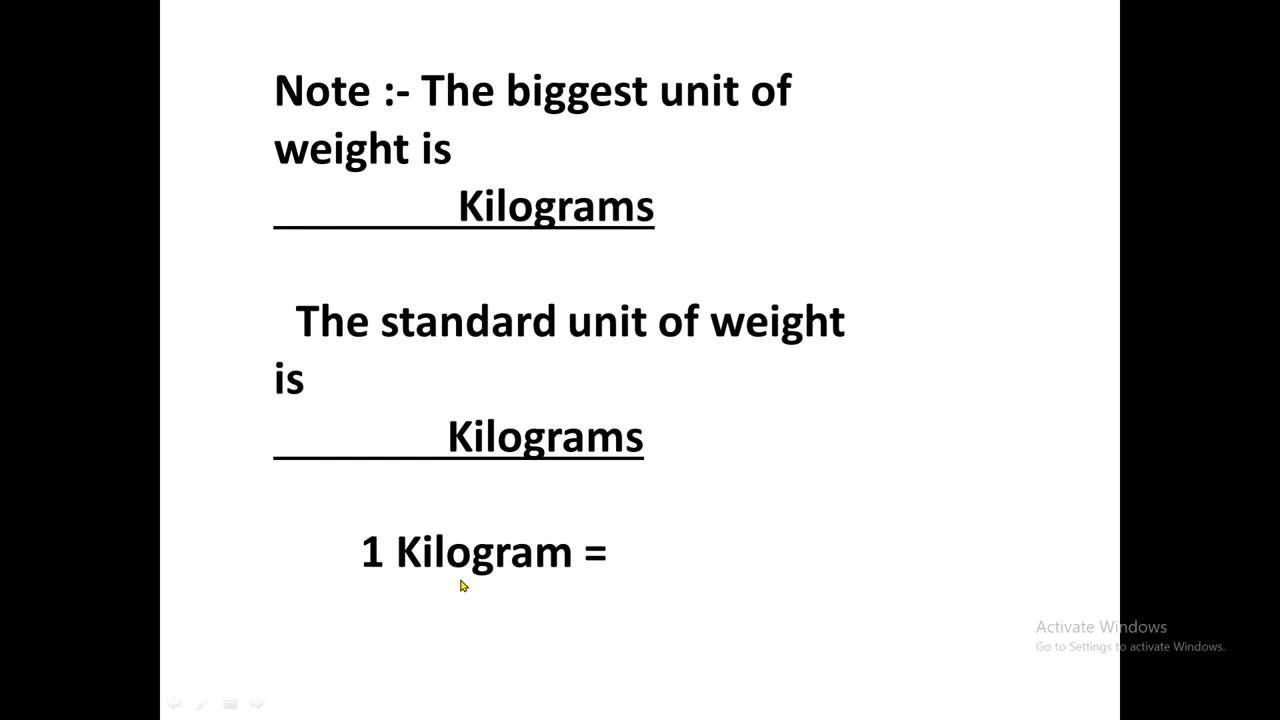 Note :- The biggest unit of
weight is
Kilograms
The standard unit of weight
is
Kilograms
1 Kilogram =
Activate Windows
Go to Settings to activate Windows.